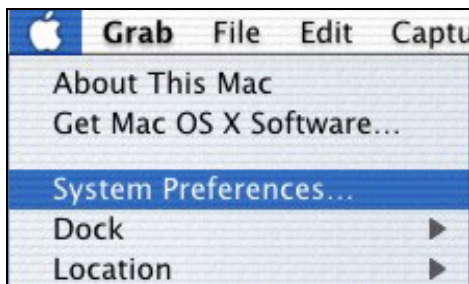 Grab File Edit Captu
About This Mac
Get Mac OS X Software...
System Preferences...
Dock
Location